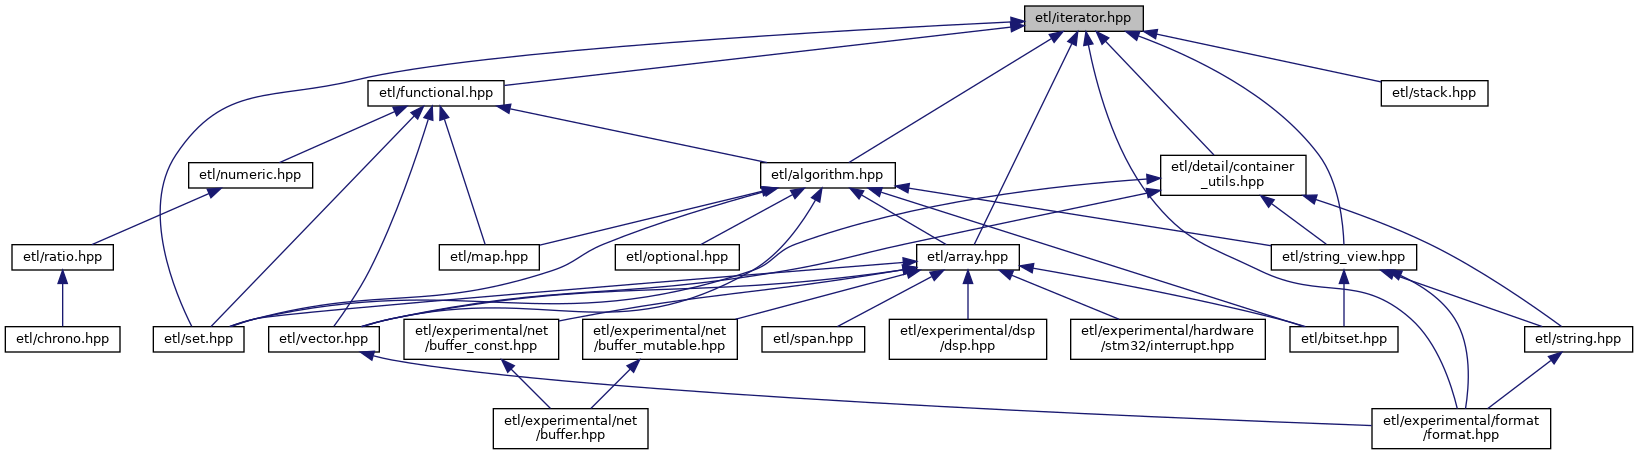 etl/iterator.hpp
etl/functional.hpp
etl/stack.hpp
etl/numeric.hpp
etl/algorithm.hpp
etl/detail/container
_utils.hpp
etl/ratio.hpp
etl/map.hpp
etl/optional.hpp
etl/array.hpp
etl/string_view.hpp
etl/chrono.hpp
etl/set.hpp
etl/vector.hpp
etl/experimental/net
/buffer_const.hpp
etl/experimental/net
/buffer_mutable.hpp
etl/span.hpp
etl/experimental/dsp
/dsp.hpp
etl/experimental/hardware
/stm32/interrupt.hpp
etl/bitset.hpp
etl/string.hpp
etl/experimental/net
/buffer.hpp
etl/experimental/format
/format.hpp